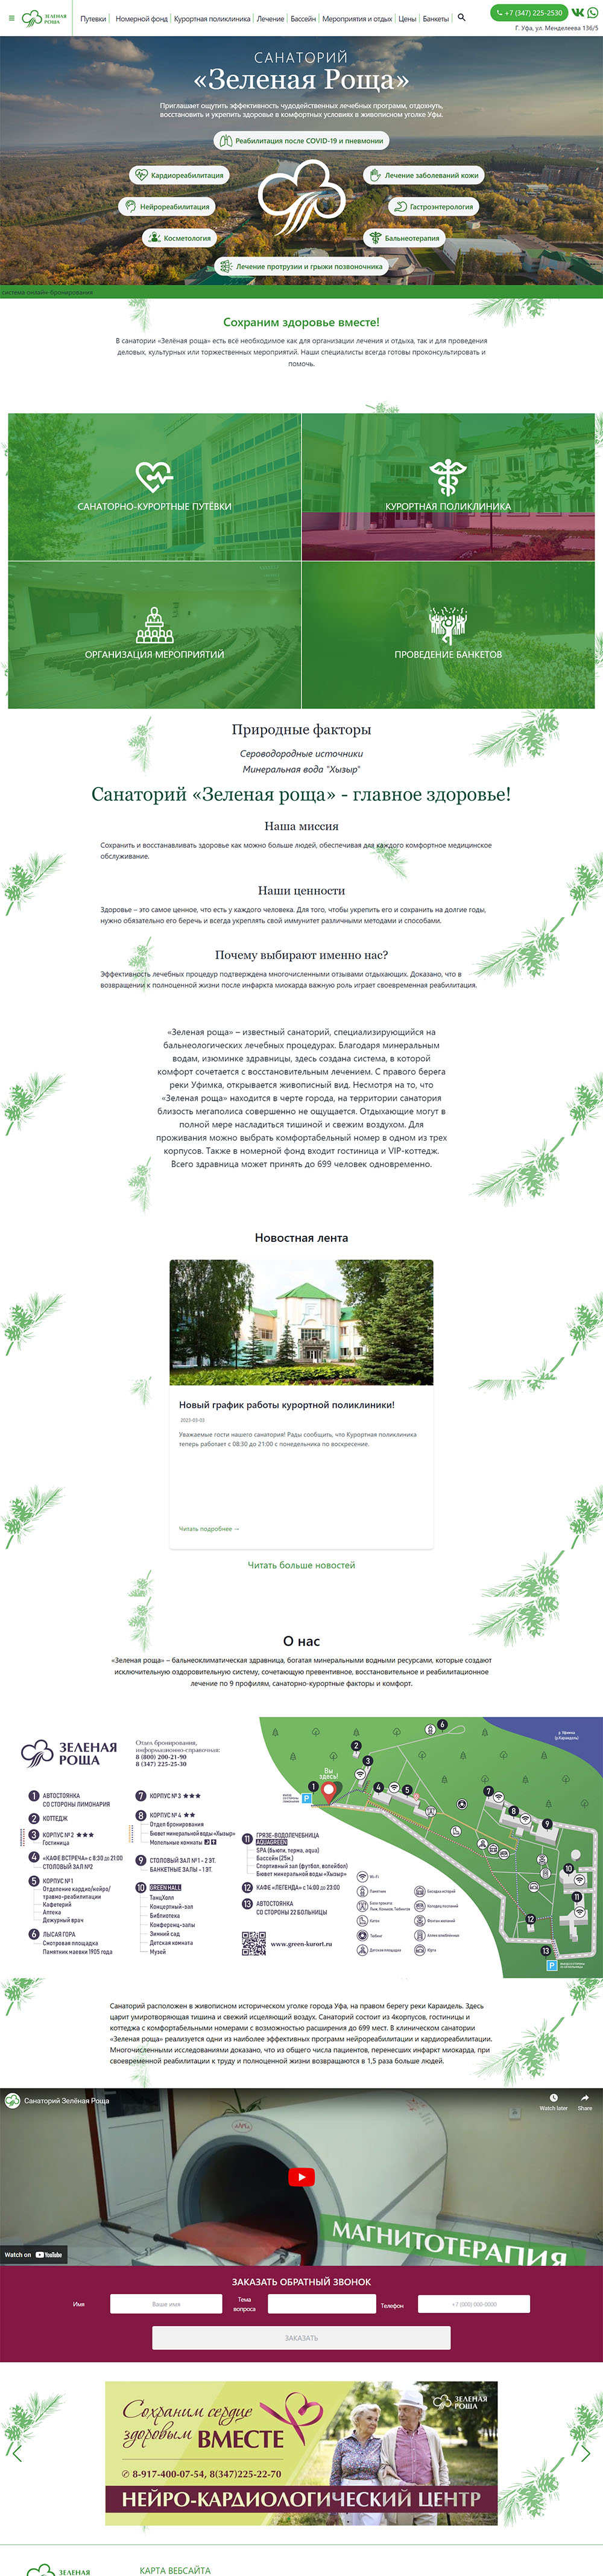 ЗЕЛЕНАЯ РОЩА
Путевки
Номерной фонд
Курортная поликлиника
Лечение
Бассейн
Мероприятия и отдых
Цены
Банкеты
+7 (347) 225-2530
Г. Уфа, ул. Менделеева 136/5
САНАТОРИЙ
«Зеленая Роща»
Приглашает ощутить эффективность чудодейственных лечебных программ, отдохнуть,
восстановить и укрепить здоровье в комфортных условиях в живописном уголке Уфы.
Реабилитация после COVID-19 и пневмонии
Кардиореабилитация
Лечение заболеваний кожи
Нейрореабилитация
Гастроэнтерология
Косметология
Бальнеотерапия
Лечение протрузии и грыжи позвоночника
система онлайн-бронирования
Сохраним здоровье вместе!
В санатории «Зелёная роща» есть всё необходимое как для организации лечения и отдыха, так и для проведения
деловых, культурных или торжественных мероприятий. Наши специалисты всегда готовы проконсультировать и
помочь.
САНАТОРНО-КУРОРТНЫЕ ПУТЁВКИ
КУРОРТНАЯ ПОЛИКЛИНИКА
ОРГАНИЗАЦИЯ МЕРОПРИЯТИЙ
ПРОВЕДЕНИЕ БАНКЕТОВ
Природные факторы
Сероводородные источники
Минеральная вода "Хызыр"
Санаторий «Зеленая роща» - главное здоровье!
Наша миссия
Сохранить и восстанавливать здоровье как можно больше людей, обеспечивая для каждого комфортное медицинское
обслуживание.
Наши ценности
Здоровье – это самое ценное, что есть у каждого человека. Для того, чтобы укрепить его и сохранить на долгие годы,
нужно обязательно его беречь и всегда укреплять свой иммунитет различными методами и способами.
Почему выбирают именно нас?
Эффективность лечебных процедур подтверждена многочисленными отзывами отдыхающих. Доказано, что в
возвращении к полноценной жизни после инфаркта миокарда важную роль играет своевременная реабилитация.
«Зеленая роща» – известный санаторий, специализирующийся на
бальнеологических лечебных процедурах. Благодаря минеральным
водам, изюминке здравницы, здесь создана система, в которой
комфорт сочетается с восстановительным лечением. С правого берега
реки Уфимка, открывается живописный вид. Несмотря на то, что
«Зеленая роща» находится в черте города, на территории санатория
близость мегаполиса совершенно не ощущается. Отдыхающие могут в
полной мере насладиться тишиной и свежим воздухом. Для
проживания можно выбрать комфортабельный номер в одном из трех
корпусов. Также в номерной фонд входит гостиница и VIP-коттедж.
Всего здравница может принять до 699 человек одновременно.
Новостная лента
Новый график работы курортной поликлиники!
2023-03-03
Уважаемые гости нашего санатория! Рады сообщить, что Курортная поликлиника
теперь работает с 08:30 до 21:00 с понедельника по воскресение.
Читать подробнее →
Читать больше новостей
О нас
«Зеленая роща» – бальнеоклиматическая здравница, богатая минеральными водными ресурсами, которые создают
исключительную оздоровительную систему, сочетающую превентивное, восстановительное и реабилитационное
лечение по 9 профилям, санаторно-курортные факторы и комфорт.
ЗЕЛЕНАЯ
РОЩА
Отдел бронирования,
информационно-справочная:
8 (800) 200-21-90
8 (347) 225-25-30
1 АВТОСТОЯНКА
СО СТОРОНЫ ЛИМОНАРИЯ
2 КОТТЕДЖ
3 КОРПУС № 2 ★★★
Гостиница
4 «КАФЕ ВСТРЕЧА» с 8:30 до 21:00
СТОЛОВЫЙ ЗАЛ №2
5 КОРПУС № 1
Отделение кардио/нейро/
травмо-реабилитации
Кафетерий
Аптека
Дежурный врач
6 ЛЫСАЯ ГОРА
Смотровая площадка
Памятник маевки 1905 года
7 КОРПУС № 3 ★★★
8 КОРПУС № 4 ★★
Отдел бронирования
Бювет минеральной воды «Хызыр»
Мобильные комнаты
9 СТОЛОВЫЙ ЗАЛ № 1 - 2 ЭТ.
БАНКЕТНЫЕ ЗАЛЫ - 1 ЭТ.
10 GREEN HALL
ТанцХолл
Концертный-зал
Библиотека
Конференц-залы
Зимний сад
Детская комната
Музей
11 ГРЯЗЕ-ВОДОЛЕЧЕБНИЦА
AQUAGREEN
SPA (Выепи, терма, aqua)
Бассейн (25м.)
Спортивный зал (футбол, волейбол)
Бювет минеральной воды «Хызыр»
12 КАФЕ «ЛЕГЕНДА» с 14:00 до 23:00
13 АВТОСТОЯНКА
СО СТОРОНЫ 22 БОЛЬНИЦЫ
www.green-kurort.ru
Вы
здесь!
Wi-Fi
Памятник
Каток
Тюбинг
Детская площадка
Беседка историй
Фонтан желаний
Аллея влюблённых
Юрта
Санаторий расположен в живописном историческом уголке города Уфа, на правом берегу реки Караидель. Здесь
царит умиротворяющая тишина и свежий исцеляющий воздух. Санаторий состоит из 4корпусов, гостиницы и
коттеджа с комфортабельными номерами с возможностью расширения до 699 мест. В клиническом санатории
«Зеленая роща» реализуется одни из наиболее эффективных программ нейрореабилитации и кардиореабилитации.
Многочисленными исследованиями доказано, что из общего числа пациентов, перенесших инфаркт миокарда, при
своевременной реабилитации к труду и полноценной жизни возвращаются в 1,5 раза больше людей.
Санаторий Зелёная Роща
Watch later
Share
МАГНИТОТЕРАПИЯ
Watch on YouTube
ЗАКАЗАТЬ ОБРАТНЫЙ ЗВОНОК
Имя
Ваше имя
Тема
вопроса
Телефон
+7 (000) 000-0000
ЗАКАЗАТЬ
Сохраним сердце
здоровым ВМЕСТЕ
ЗЕЛЕНАЯ
РОЩА
8-917-400-07-54, 8(347)225-22-70
НЕЙРО-КАРДИОЛОГИЧЕСКИЙ ЦЕНТР
ЗЕЛЕНАЯ
КАРТА ВЕБСАЙТА